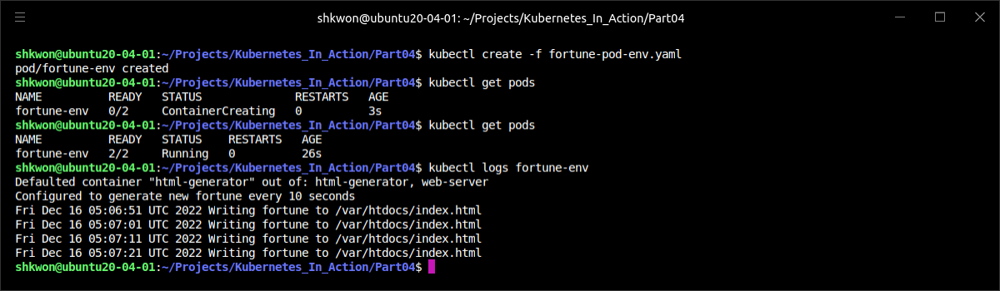 shkwon@ubuntu20-04-01: ~/Projects/Kubernetes_In_Action/Part04
shkwon@ubuntu20-04-01:~/Projects/Kubernetes_In_Action/Part04$ kubectl create -f fortune-pod-env.yaml
pod/fortune-env created
shkwon@ubuntu20-04-01:~/Projects/Kubernetes_In_Action/Part04$ kubectl get pods
NAME          READY   STATUS              RESTARTS   AGE
fortune-env   0/2     ContainerCreating   0          3s
shkwon@ubuntu20-04-01:~/Projects/Kubernetes_In_Action/Part04$ kubectl get pods
NAME          READY   STATUS    RESTARTS   AGE
fortune-env   2/2     Running   0          26s
shkwon@ubuntu20-04-01:~/Projects/Kubernetes_In_Action/Part04$ kubectl logs fortune-env
Defaulted container "html-generator" out of: html-generator, web-server
Configured to generate new fortune every 10 seconds
Fri Dec 16 05:06:51 UTC 2022 Writing fortune to /var/htdocs/index.html
Fri Dec 16 05:07:01 UTC 2022 Writing fortune to /var/htdocs/index.html
Fri Dec 16 05:07:11 UTC 2022 Writing fortune to /var/htdocs/index.html
Fri Dec 16 05:07:21 UTC 2022 Writing fortune to /var/htdocs/index.html
shkwon@ubuntu20-04-01:~/Projects/Kubernetes_In_Action/Part04$